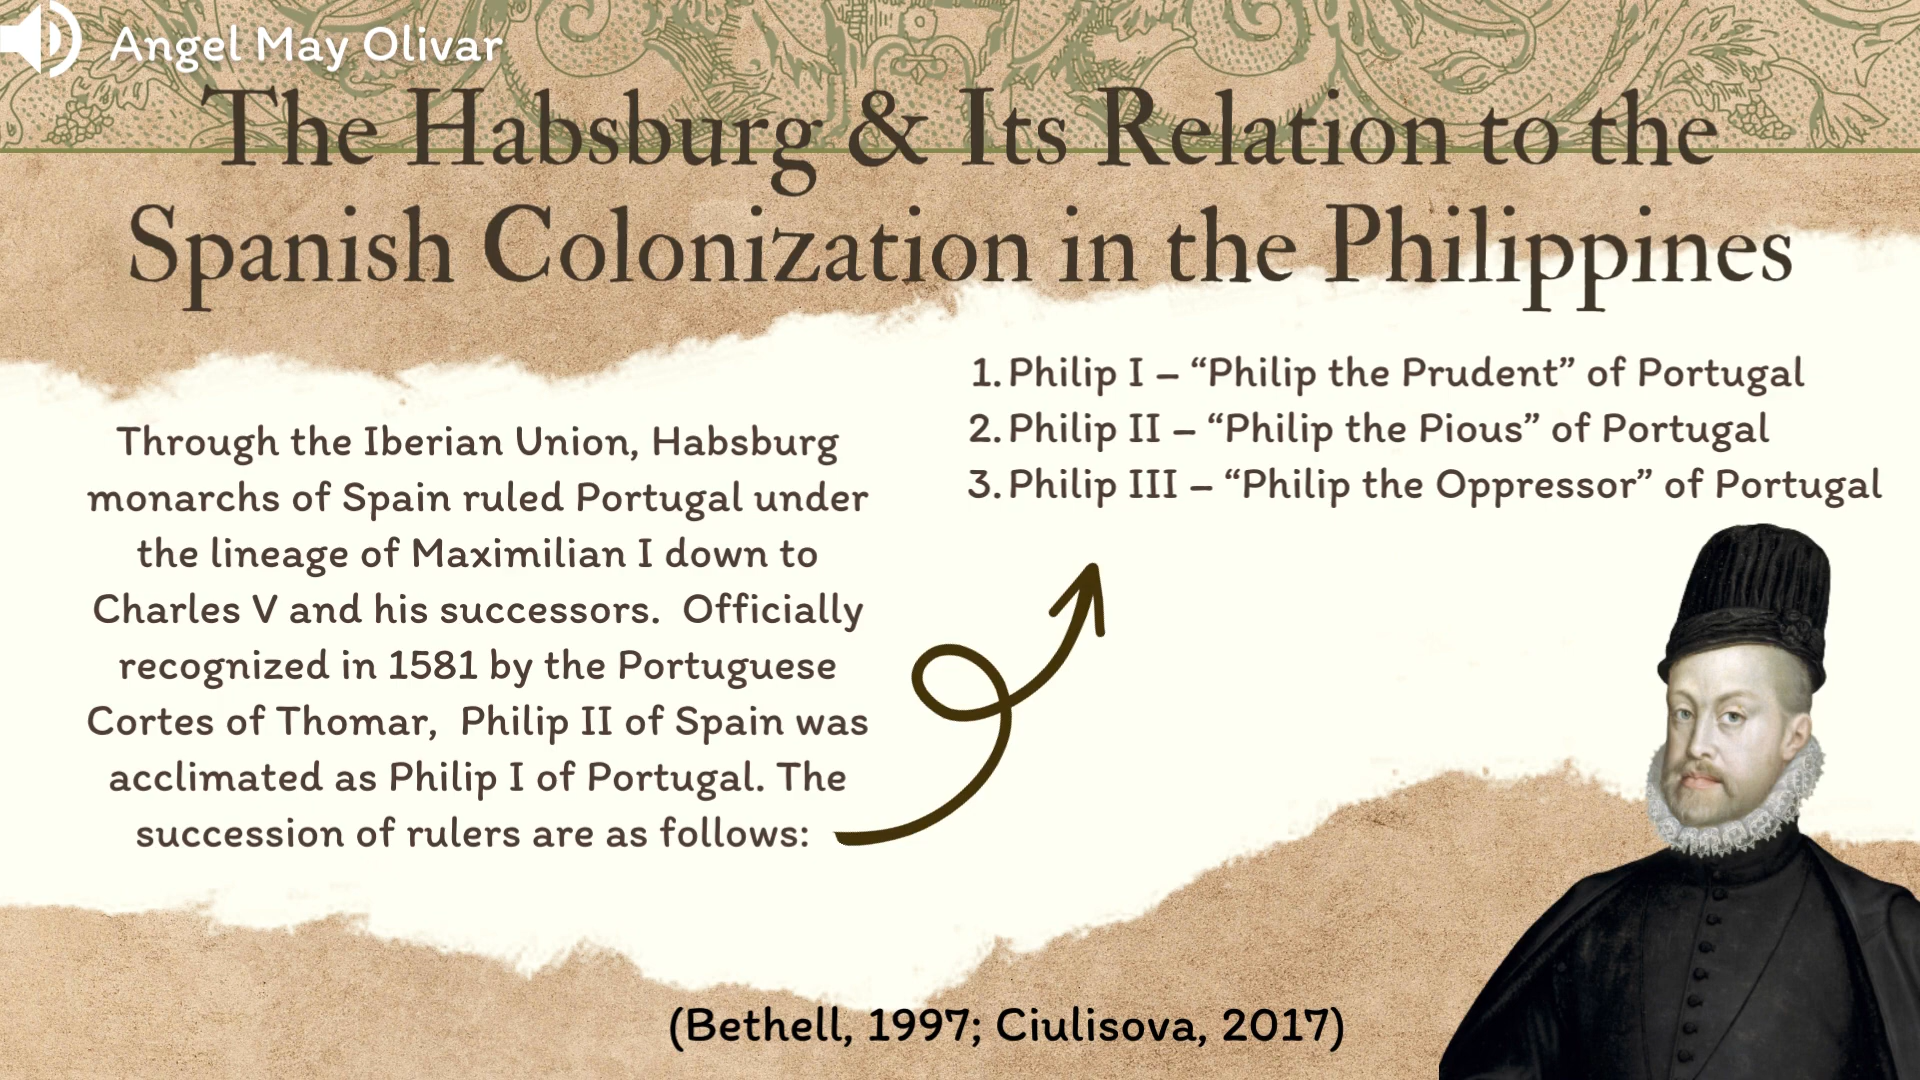 Angel May Olivar
The Habsburg & Its Relation to the
Spanish Colonization in the Philippines
Through the Iberian Union, Habsburg
monarchs of Spain ruled Portugal under
the lineage of Maximilian I down to
Charles V and his successors.  Officially
recognized in 1581 by the Portuguese
Cortes of Thomar,  Philip II of Spain was
acclimated as Philip I of Portugal. The
succession of rulers are as follows:
1. Philip I – “Philip the Prudent” of Portugal
2. Philip II – “Philip the Pious” of Portugal
3. Philip III – “Philip the Oppressor” of Portugal
(Bethell, 1997; Ciulisova, 2017)